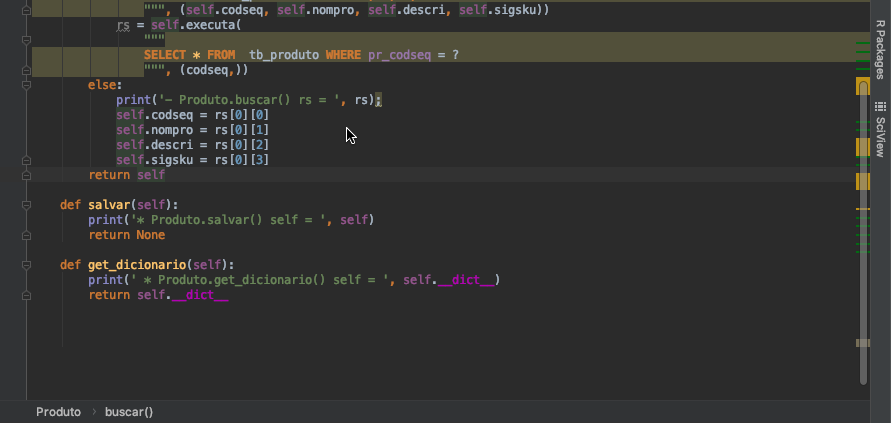 """, (self.codseq, self.nompro, self.descri, self.sigsku))
rs = self.executa(
"""
SELECT * FROM  tb_produto WHERE pr_codseq = ?
""", (codseq,))
else:
print('- Produto.buscar() rs = ', rs);
self.codseq = rs[0][0]
self.nompro = rs[0][1]
self.descri = rs[0][2]
self.sigsku = rs[0][3]
return self
def salvar(self):
print('* Produto.salvar() self = ', self)
return None
def get_dicionario(self):
print(' * Produto.get_dicionario() self = ', self.__dict__)
return self.__dict__
Produto > buscar()
R Packages
SciView